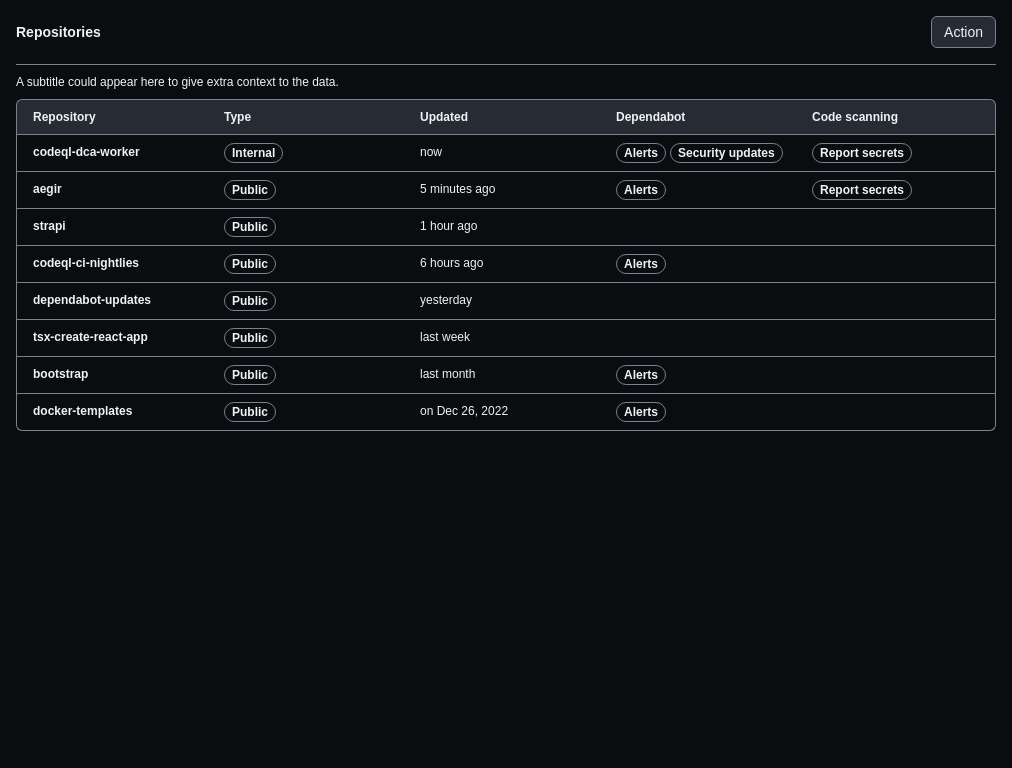 Repositories Action
A subtitle could appear here to give extra context to the data.
Repository Type Updated Dependabot Code scanning
codeql-dca-worker Internal now Alerts Security updates Report secrets
aegir Public 5 minutes ago Alerts Report secrets
strapi Public 1 hour ago
codeql-ci-nightlies Public 6 hours ago Alerts
dependabot-updates Public yesterday
tsx-create-react-app Public last week
bootstrap Public last month Alerts
docker-templates Public on Dec 26, 2022 Alerts